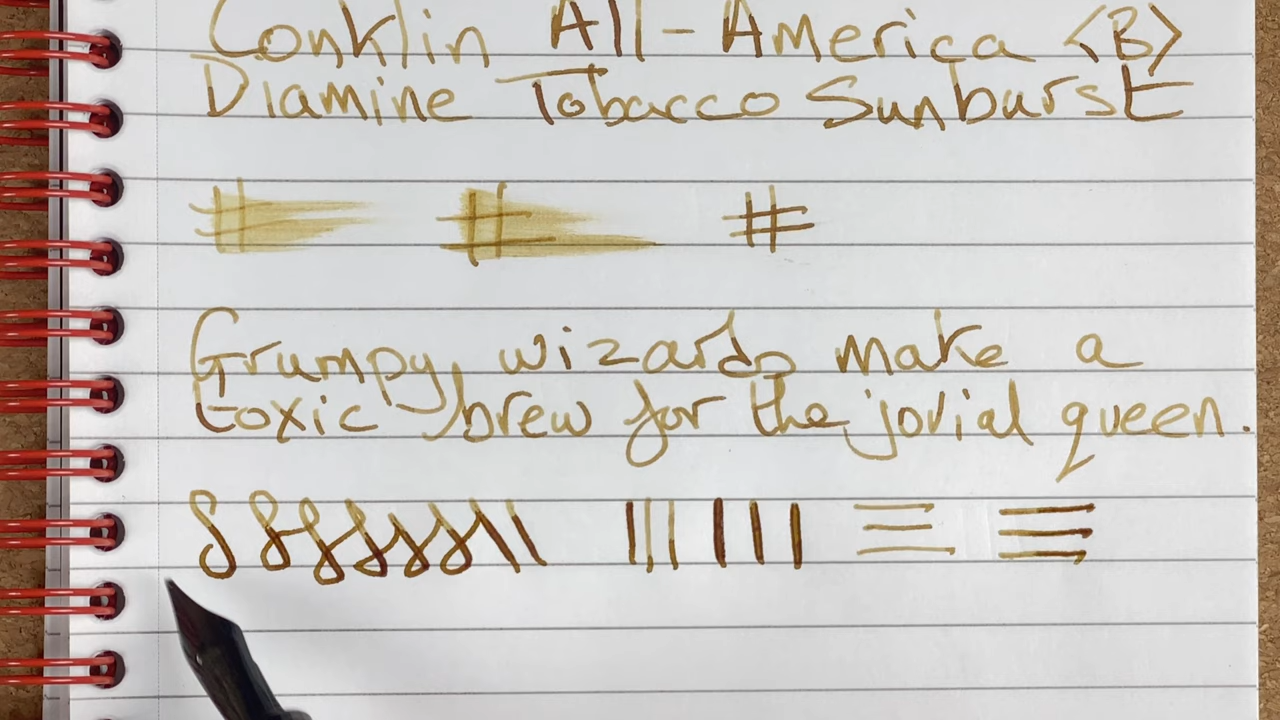 Conklin All-America <B>
Diamine Tobacco Sunburst
# # #
Grumpy wizards make a
toxic brew for the jovial queen.